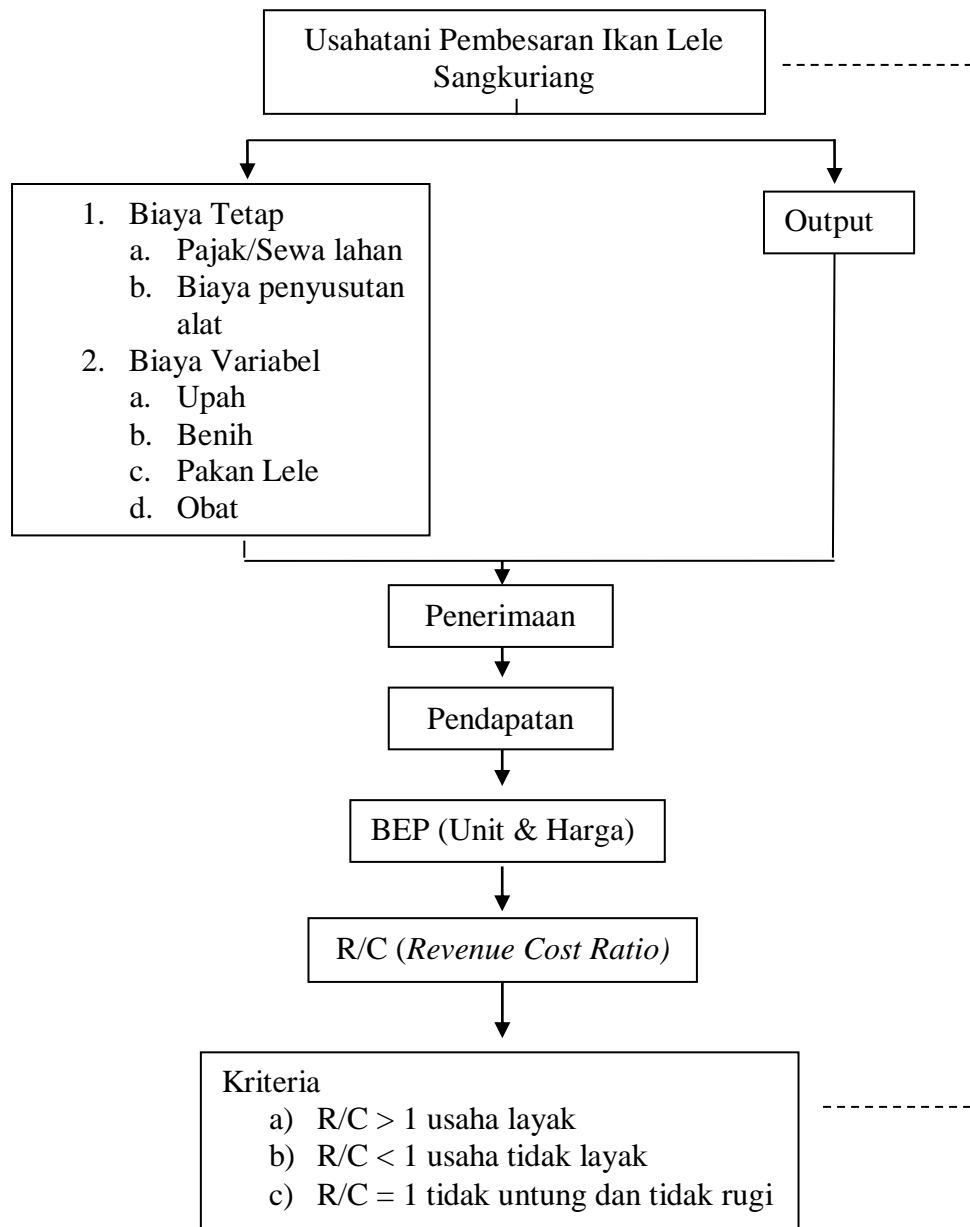 Usahatani Pembesaran Ikan Lele
Sangkuriang
1. Biaya Tetap
a. Pajak/Sewa lahan
b. Biaya penyusutan
alat
2. Biaya Variabel
a. Upah
b. Benih
c. Pakan Lele
d. Obat
Output
Penerimaan
Pendapatan
BEP (Unit & Harga)
R/C (Revenue Cost Ratio)
Kriteria
a) R/C > 1 usaha layak
b) R/C < 1 usaha tidak layak
c) R/C = 1 tidak untung dan tidak rugi